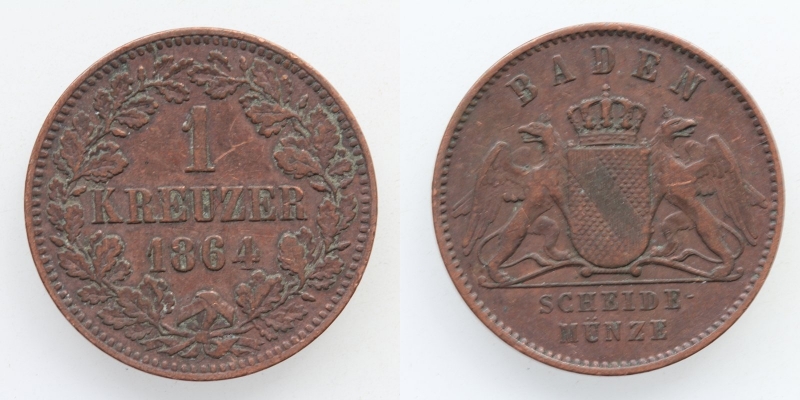 1
KREUZER
1864
BADEN
SCHEIDE-
MÜNZE